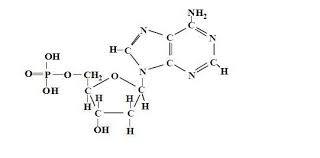 NH₂
N C N
H C C
OH N C N C H
O P O CH₂ O
OH C H H C
C C H H
OH H